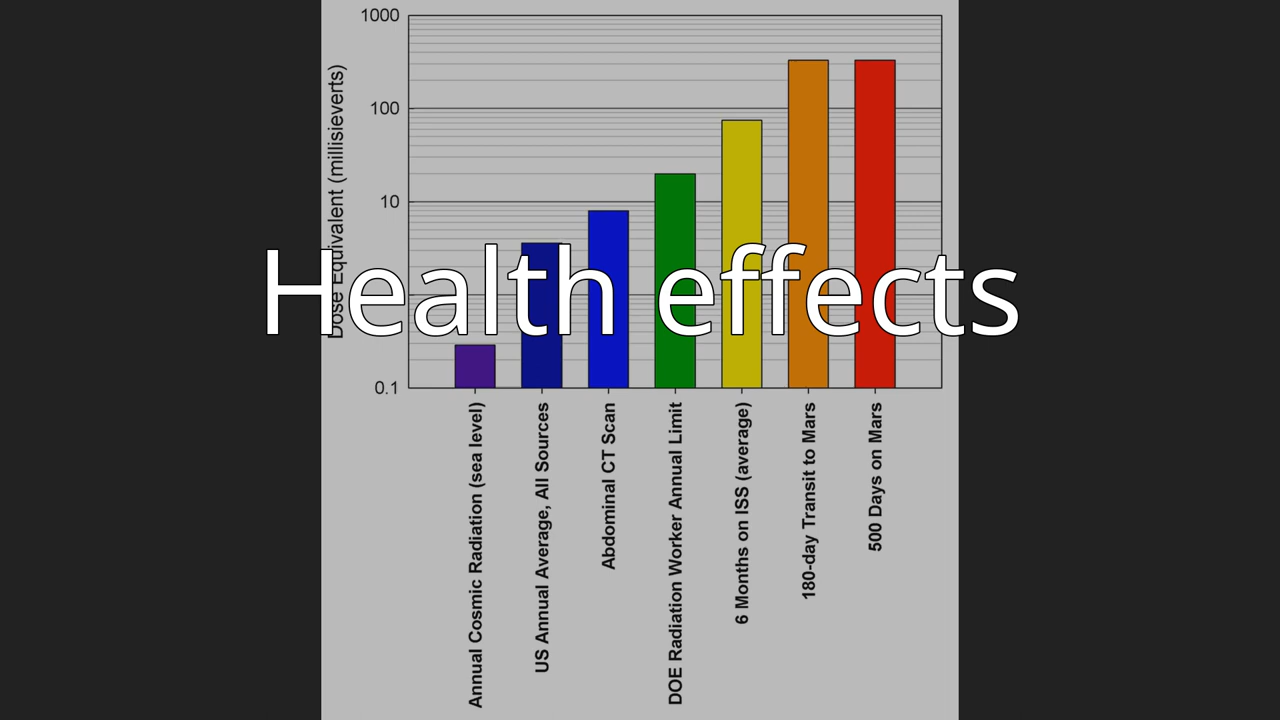 Health effects
Dose Equivalent (millisieverts)
1000
100
10
0.1
Annual Cosmic Radiation (sea level)
US Annual Average, All Sources
Abdominal CT Scan
DOE Radiation Worker Annual Limit
6 Months on ISS (average)
180-day Transit to Mars
500 Days on Mars